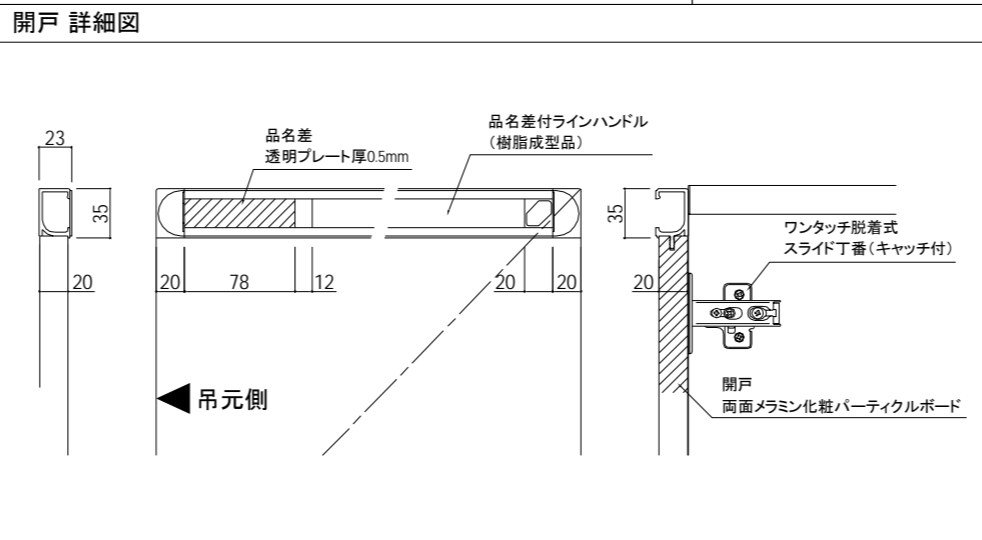 開戸 詳細図
23
品名差
透明プレート厚0.5mm
品名差付ラインハンドル
（樹脂成型品）
35
35
ワンタッチ脱着式
スライド丁番（キャッチ付）
20
20
78
12
20
20
20
吊元側
開戸
両面メラミン化粧パーティクルボード